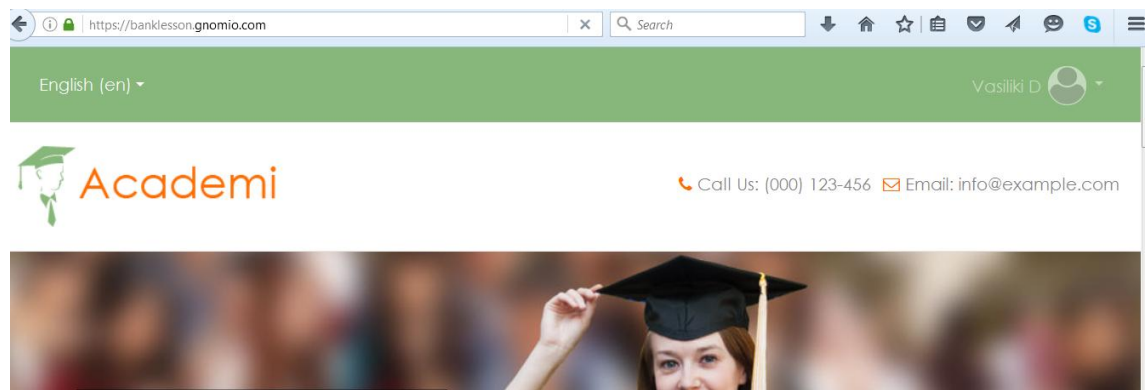 https://banklesson.gnomio.com
Search
English (en)
Vasiliki D
Academi
Call Us: (000) 123-456 Email: info@example.com